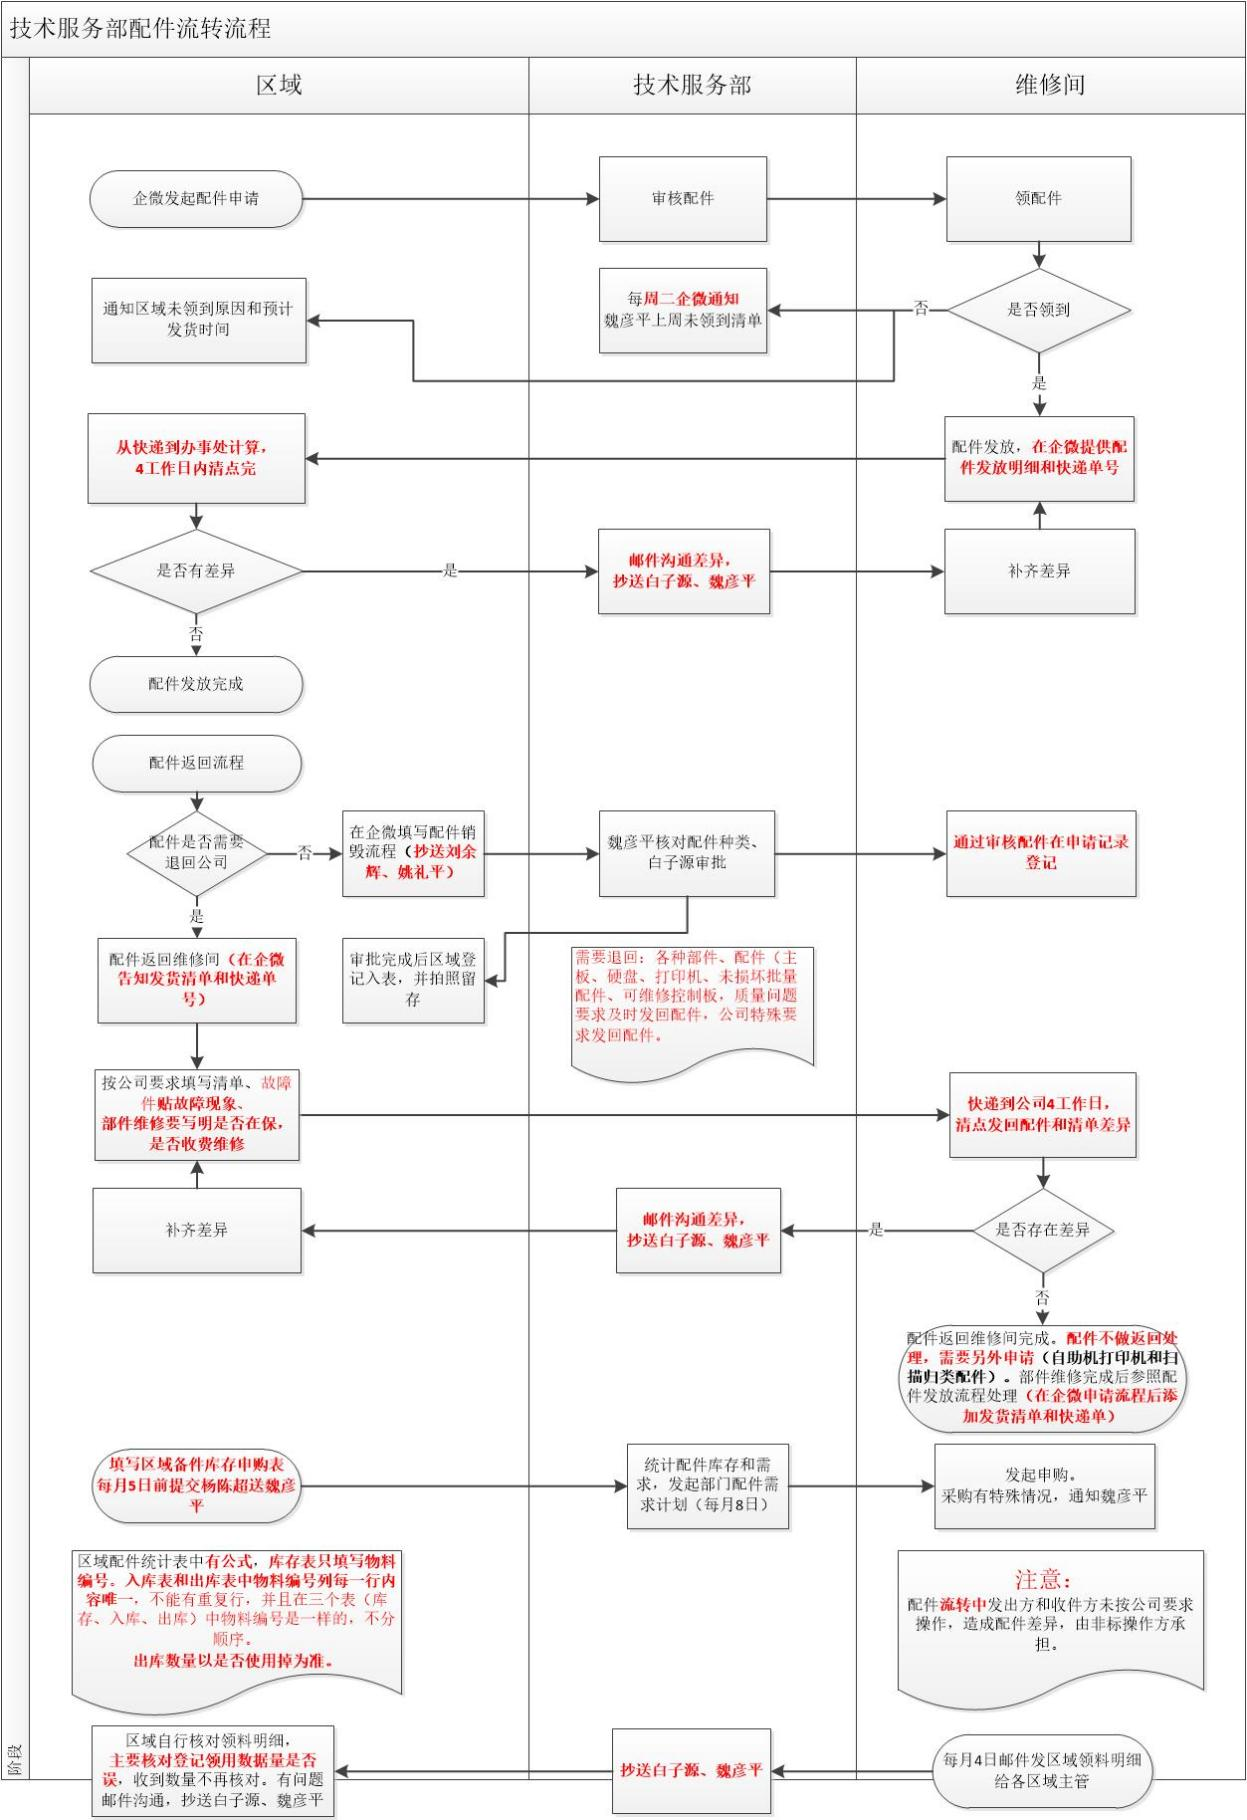 技术服务部配件流转流程
区域
技术服务部
维修间
企微发起配件申请
审核配件
领配件
通知区域未领到原因和预计
发货时间
每周二企微通知
魏彦平上周未领到清单
否
是否领到
是
从快递到办事处计算，
4工作日内清点完
配件发放，在企微提供配
件发放明细和快递单号
是否有差异
是
邮件沟通差异，
抄送白子源、魏彦平
补齐差异
否
配件发放完成
配件返回流程
配件是否需要
退回公司
否
在企微填写配件销
毁流程（抄送刘余
辉、姚礼平）
魏彦平核对配件种类、
白子源审批
通过审核配件在申请记录
登记
是
配件返回维修间（在企微
告知发货清单和快递单
号）
审批完成后区域登
记入表，并拍照留
存
需要退回：各种部件、配件（主
板、硬盘、打印机、未损坏批量
配件、可维修控制板，质量问题
要求及时发回配件，公司特殊要
求发回配件。
按公司要求填写清单、故障
件贴故障现象、
部件维修要写明是否在保，
是否收费维修
快递到公司4工作日，
清点发回配件和清单差异
补齐差异
邮件沟通差异，
抄送白子源、魏彦平
是
是否存在差异
否
配件返回维修间完成。配件不做返回处
理，需要另外申请（自助机打印机和扫
描归类配件）。部件维修完成后参照配
件发放流程处理（在企微申请流程后添
加发货清单和快递单）
填写区域备件库存申购表
每月5日前提交杨陈超送魏彦
平
统计配件库存和需
求，发起部门配件需
求计划（每月8日）
发起申购。
采购有特殊情况，通知魏彦平
区域配件统计表中有公式，库存表只填写物料
编号。入库表和出库表中物料编号列每一行内
容唯一，不能有重复行，并且在三个表（库
存、入库、出库）中物料编号是一样的，不分
顺序。
出库数量以是否使用掉为准。
注意：
配件流转中发出方和收件方未按公司要求
操作，造成配件差异，由非标操作方承
担。
阶段
区域自行核对领料明细，
主要核对登记领用数据量是否
误，收到数量不再核对。有问题
邮件沟通，抄送白子源、魏彦平
抄送白子源、魏彦平
每月4日邮件发区域领料明细
给各区域主管